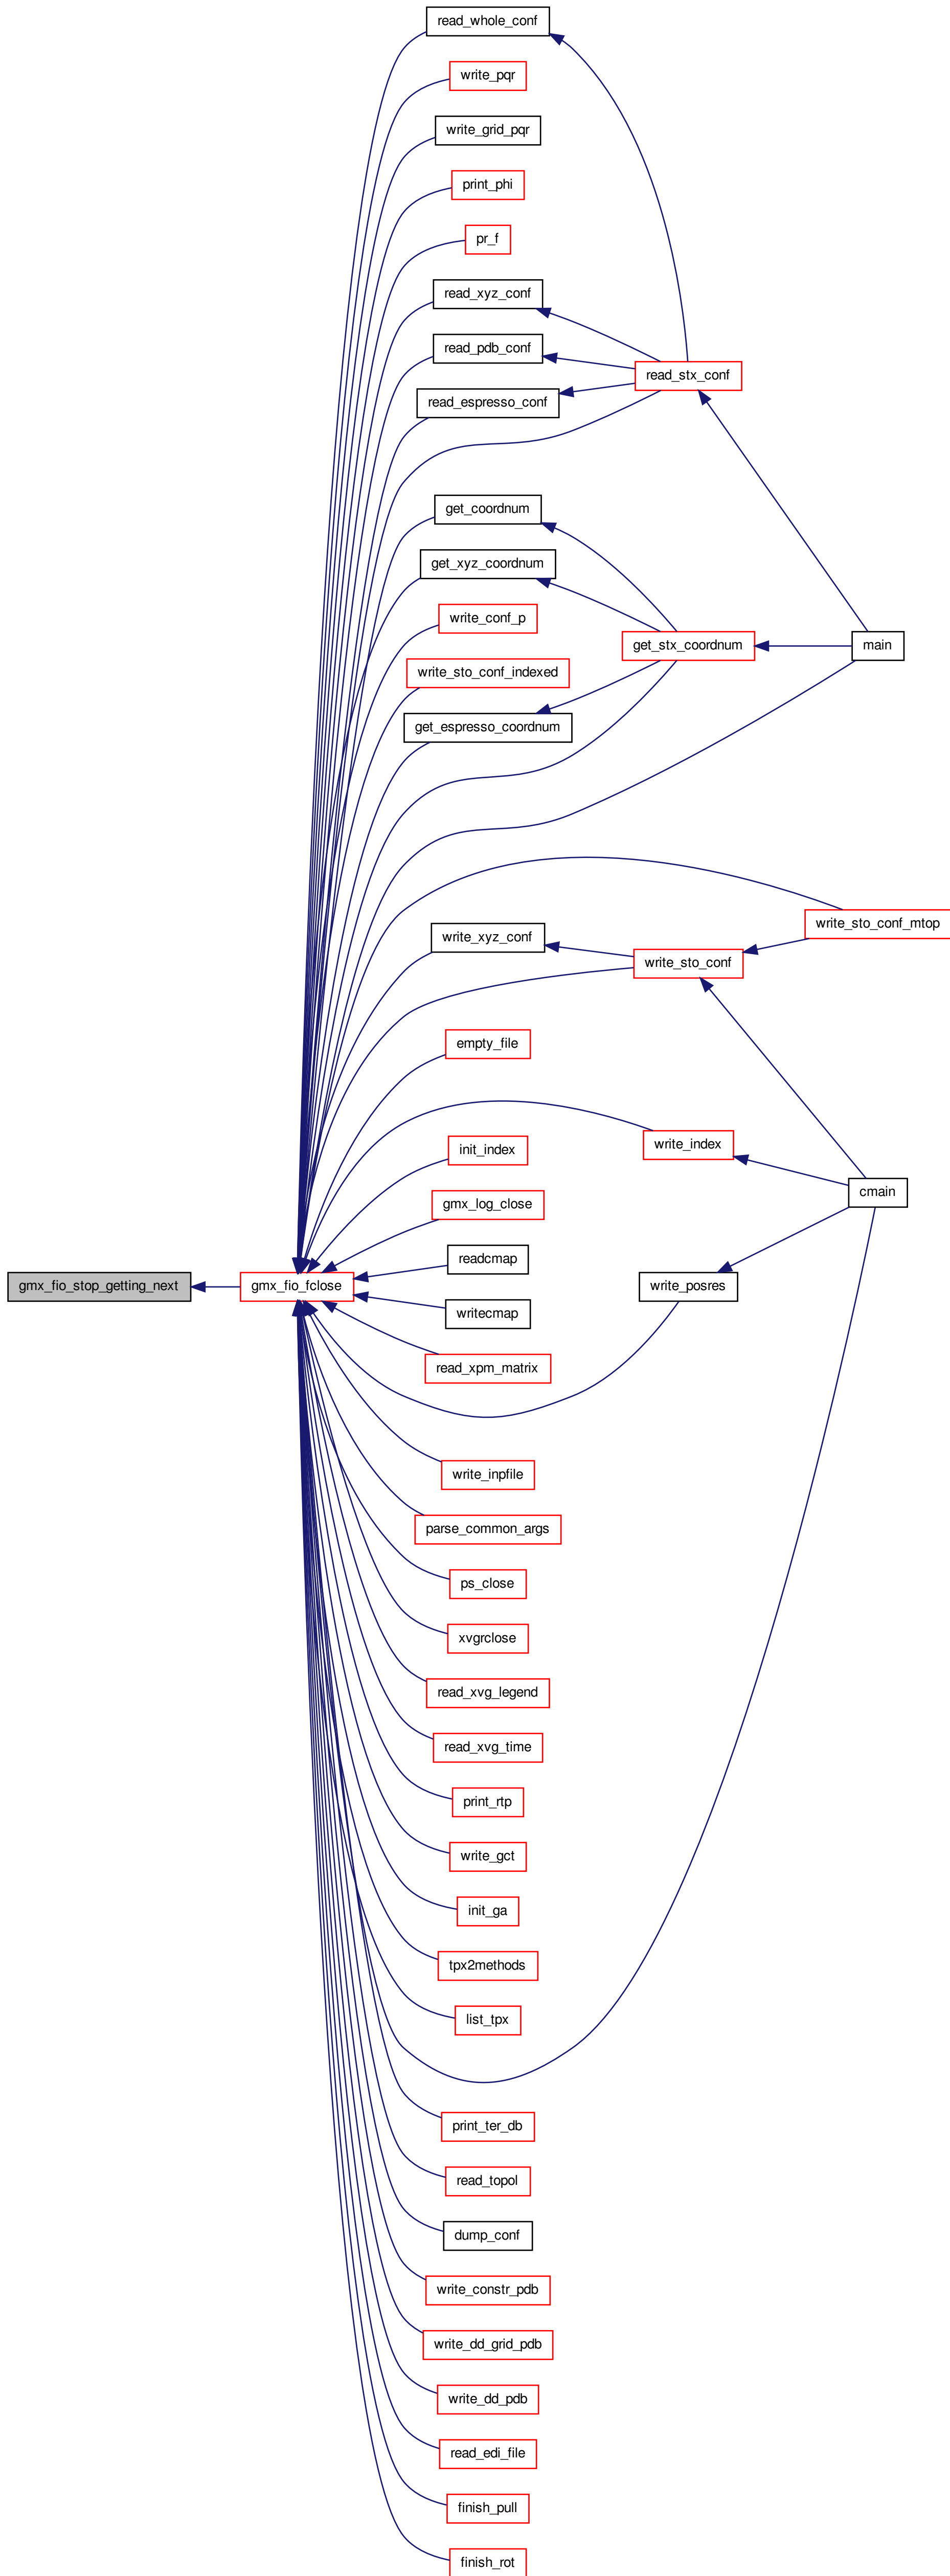 read_whole_conf
write_pqr
write_grid_pqr
print_phi
pr_f
read_xyz_conf
read_pdb_conf
read_stx_conf
read_espresso_conf
get_coordnum
get_xyz_coordnum
write_conf_p
get_stx_coordnum
main
write_sto_conf_indexed
get_espresso_coordnum
write_sto_conf_mtop
write_xyz_conf
write_sto_conf
empty_file
write_index
init_index
cmain
gmx_log_close
readcmap
gmx_fio_stop_getting_next
gmx_fio_fclose
write_posres
writecmap
read_xpm_matrix
write_inpfile
parse_common_args
ps_close
xvgrclose
read_xvg_legend
read_xvg_time
print_rtp
write_gct
init_ga
tpx2methods
list_tpx
print_ter_db
read_topol
dump_conf
write_constr_pdb
write_dd_grid_pdb
write_dd_pdb
read_edi_file
finish_pull
finish_rot